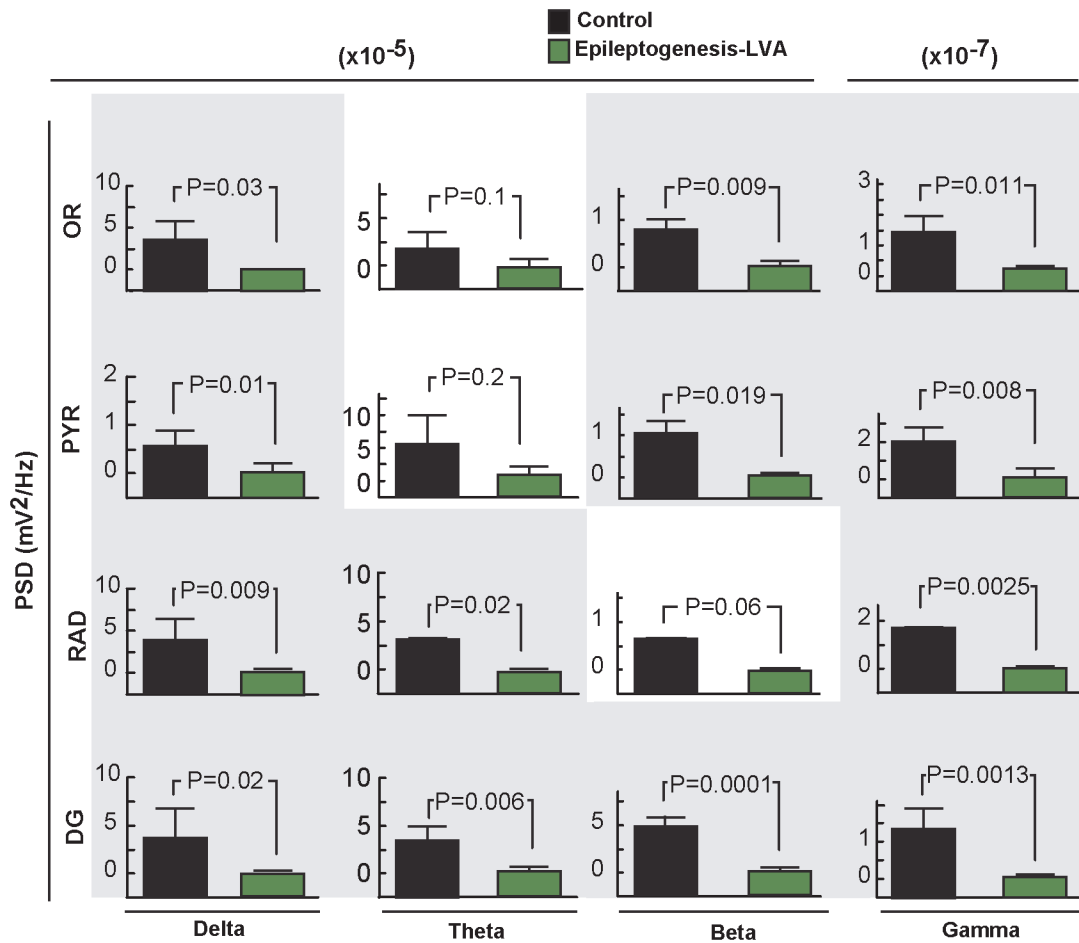 Control
Epileptogenesis-LVA
(x10-5)
(x10-7)
PSD (mV2/Hz)
OR
10
5
0
P=0.03
5
0
P=0.1
1
0
P=0.009
3
1
0
P=0.011
PYR
2
1
0
P=0.01
10
5
0
P=0.2
1
0
P=0.019
2
0
P=0.008
RAD
10
5
0
P=0.009
10
5
0
P=0.02
1
0
P=0.06
2
0
P=0.0025
DG
10
5
0
P=0.02
10
5
0
P=0.006
5
0
P=0.0001
1
0
P=0.0013
Delta
Theta
Beta
Gamma